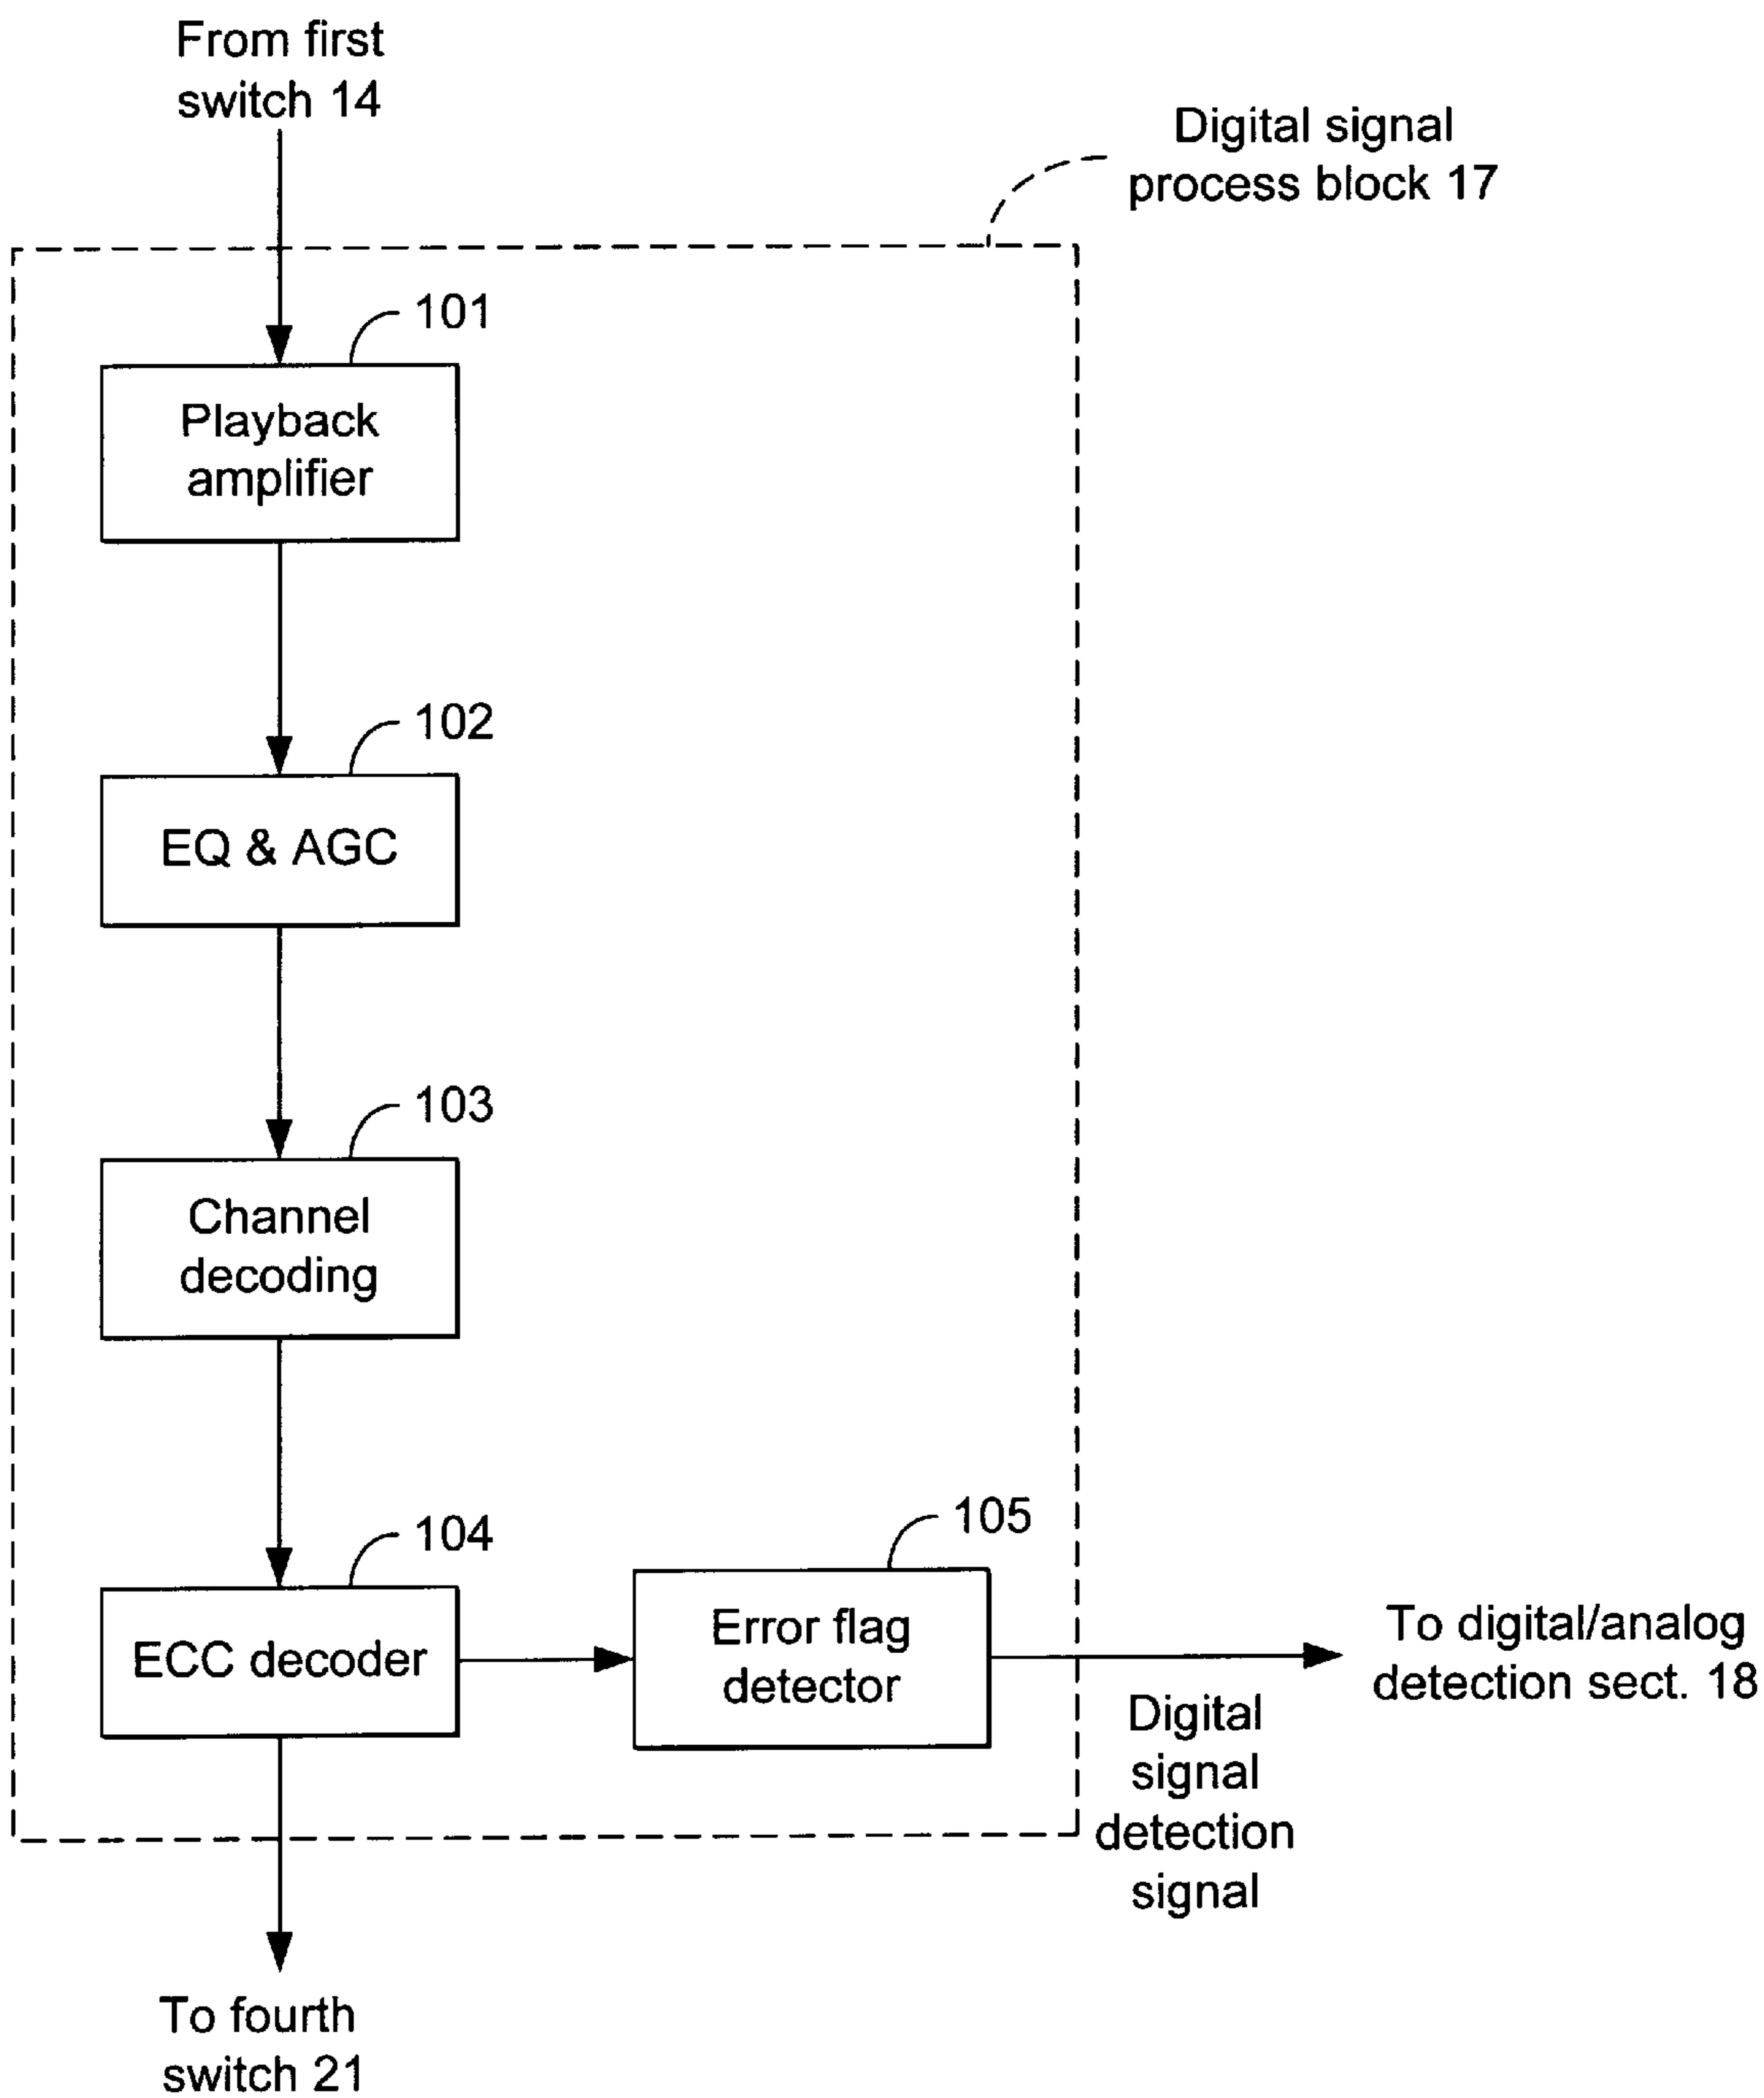 From first
switch 14
Digital signal
process block 17
101
Playback
amplifier
102
EQ & AGC
103
Channel
decoding
104
ECC decoder
105
Error flag
detector
To digital/analog
detection sect. 18
Digital
signal
detection
signal
To fourth
switch 21